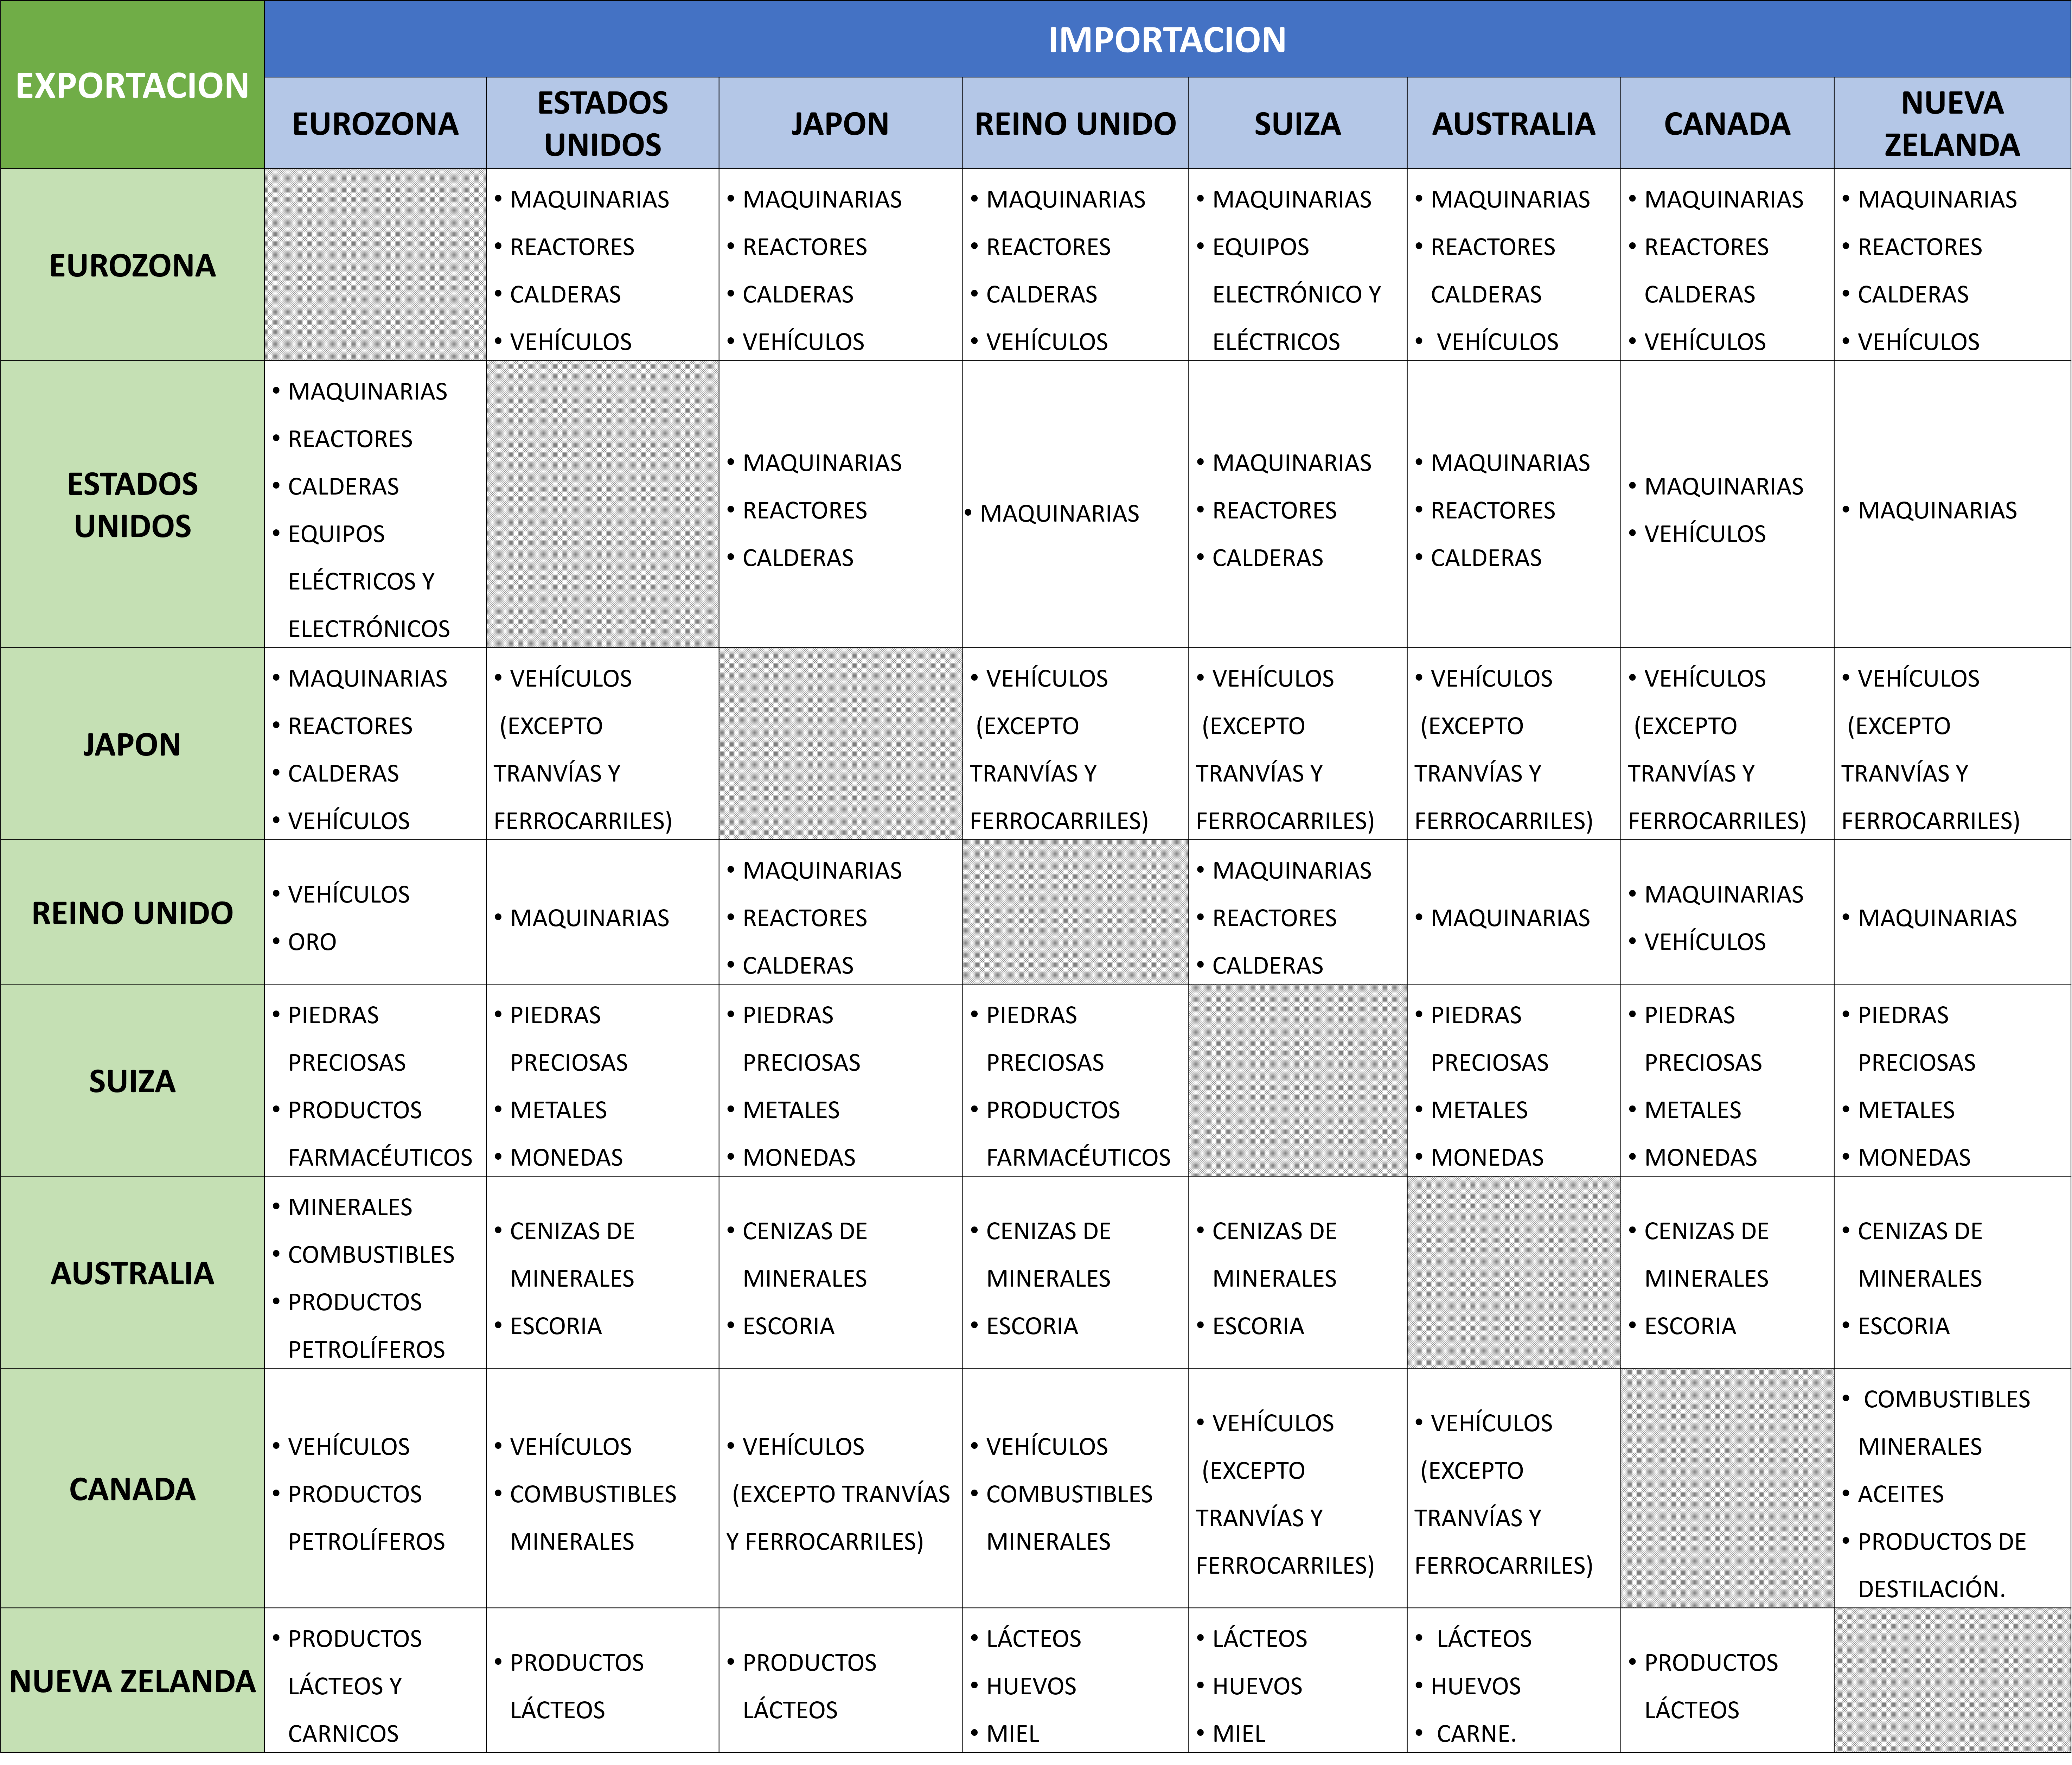 EXPORTACION
IMPORTACION
EUROZONA
ESTADOS
UNIDOS
JAPON
REINO UNIDO
SUIZA
AUSTRALIA
CANADA
NUEVA
ZELANDA
EUROZONA
• MAQUINARIAS
• REACTORES
• CALDERAS
• VEHÍCULOS
• MAQUINARIAS
• REACTORES
• CALDERAS
• VEHÍCULOS
• MAQUINARIAS
• REACTORES
• CALDERAS
• VEHÍCULOS
• MAQUINARIAS
• EQUIPOS
ELECTRÓNICO Y
ELÉCTRICOS
• MAQUINARIAS
• REACTORES
CALDERAS
• VEHÍCULOS
• MAQUINARIAS
• REACTORES
CALDERAS
• VEHÍCULOS
• MAQUINARIAS
• REACTORES
• CALDERAS
• VEHÍCULOS
ESTADOS
UNIDOS
• MAQUINARIAS
• REACTORES
• CALDERAS
• EQUIPOS
ELÉCTRICOS Y
ELECTRÓNICOS
• MAQUINARIAS
• REACTORES
• CALDERAS
• MAQUINARIAS
• MAQUINARIAS
• REACTORES
• CALDERAS
• MAQUINARIAS
• REACTORES
• CALDERAS
• MAQUINARIAS
• VEHÍCULOS
• MAQUINARIAS
JAPON
• MAQUINARIAS
• REACTORES
• CALDERAS
• VEHÍCULOS
• VEHÍCULOS
(EXCEPTO
TRANVÍAS Y
FERROCARRILES)
• VEHÍCULOS
(EXCEPTO
TRANVÍAS Y
FERROCARRILES)
• VEHÍCULOS
(EXCEPTO
TRANVÍAS Y
FERROCARRILES)
• VEHÍCULOS
(EXCEPTO
TRANVÍAS Y
FERROCARRILES)
• VEHÍCULOS
(EXCEPTO
TRANVÍAS Y
FERROCARRILES)
• VEHÍCULOS
(EXCEPTO
TRANVÍAS Y
FERROCARRILES)
REINO UNIDO
• VEHÍCULOS
• ORO
• MAQUINARIAS
• MAQUINARIAS
• REACTORES
• CALDERAS
• MAQUINARIAS
• REACTORES
• CALDERAS
• MAQUINARIAS
• MAQUINARIAS
• VEHÍCULOS
• MAQUINARIAS
SUIZA
• PIEDRAS
PRECIOSAS
• PRODUCTOS
FARMACÉUTICOS
• PIEDRAS
PRECIOSAS
• METALES
• MONEDAS
• PIEDRAS
PRECIOSAS
• METALES
• MONEDAS
• PIEDRAS
PRECIOSAS
• PRODUCTOS
FARMACÉUTICOS
• PIEDRAS
PRECIOSAS
• METALES
• MONEDAS
• PIEDRAS
PRECIOSAS
• METALES
• MONEDAS
• PIEDRAS
PRECIOSAS
• METALES
• MONEDAS
AUSTRALIA
• MINERALES
• COMBUSTIBLES
• PRODUCTOS
PETROLÍFEROS
• CENIZAS DE
MINERALES
• ESCORIA
• CENIZAS DE
MINERALES
• ESCORIA
• CENIZAS DE
MINERALES
• ESCORIA
• CENIZAS DE
MINERALES
• ESCORIA
• CENIZAS DE
MINERALES
• ESCORIA
• CENIZAS DE
MINERALES
• ESCORIA
CANADA
• VEHÍCULOS
• PRODUCTOS
PETROLÍFEROS
• VEHÍCULOS
• COMBUSTIBLES
MINERALES
• VEHÍCULOS
(EXCEPTO TRANVÍAS
Y FERROCARRILES)
• VEHÍCULOS
• COMBUSTIBLES
MINERALES
• VEHÍCULOS
(EXCEPTO
TRANVÍAS Y
FERROCARRILES)
• VEHÍCULOS
(EXCEPTO
TRANVÍAS Y
FERROCARRILES)
• COMBUSTIBLES
MINERALES
• ACEITES
• PRODUCTOS DE
DESTILACIÓN.
NUEVA ZELANDA
• PRODUCTOS
LÁCTEOS Y
CARNICOS
• PRODUCTOS
LÁCTEOS
• PRODUCTOS
LÁCTEOS
• LÁCTEOS
• HUEVOS
• MIEL
• LÁCTEOS
• HUEVOS
• MIEL
• LÁCTEOS
• HUEVOS
• CARNE.
• PRODUCTOS
LÁCTEOS